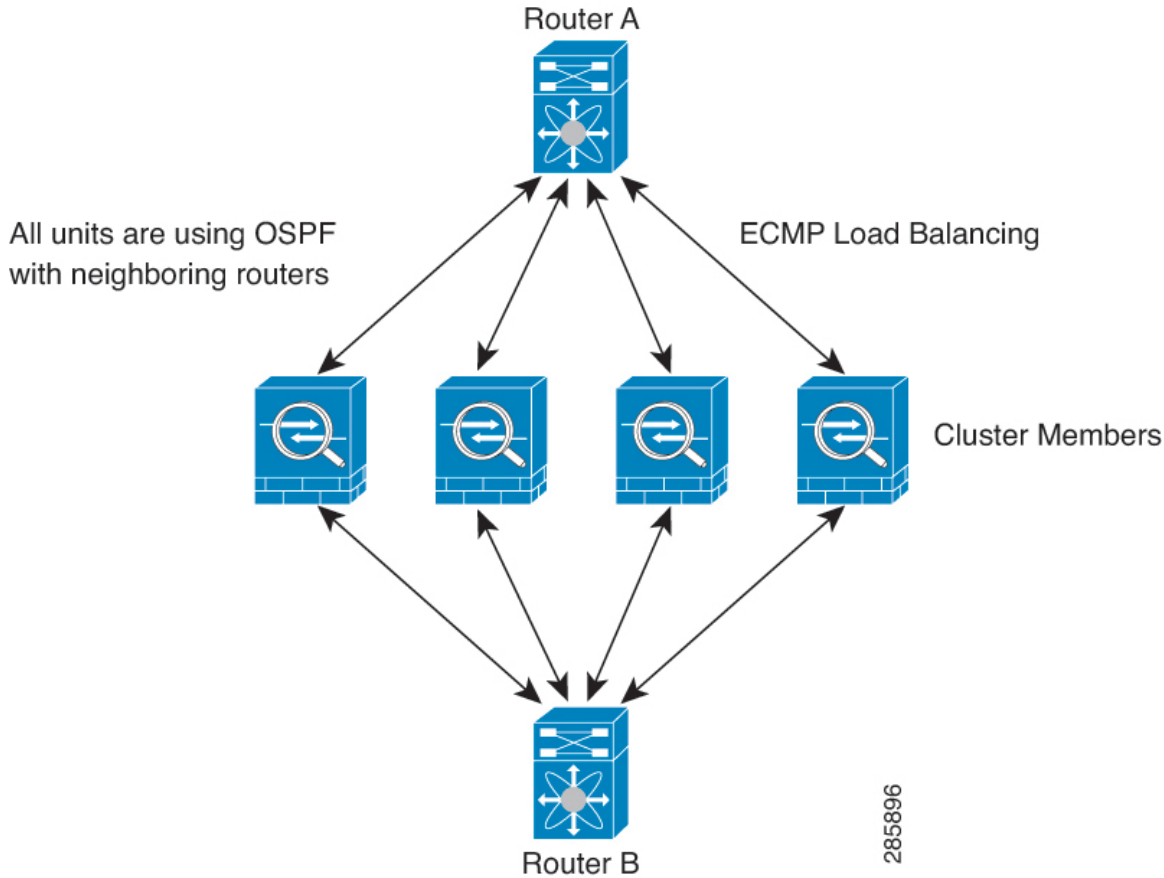 Router A
All units are using OSPF
with neighboring routers
ECMP Load Balancing
Cluster Members
Router B
285896